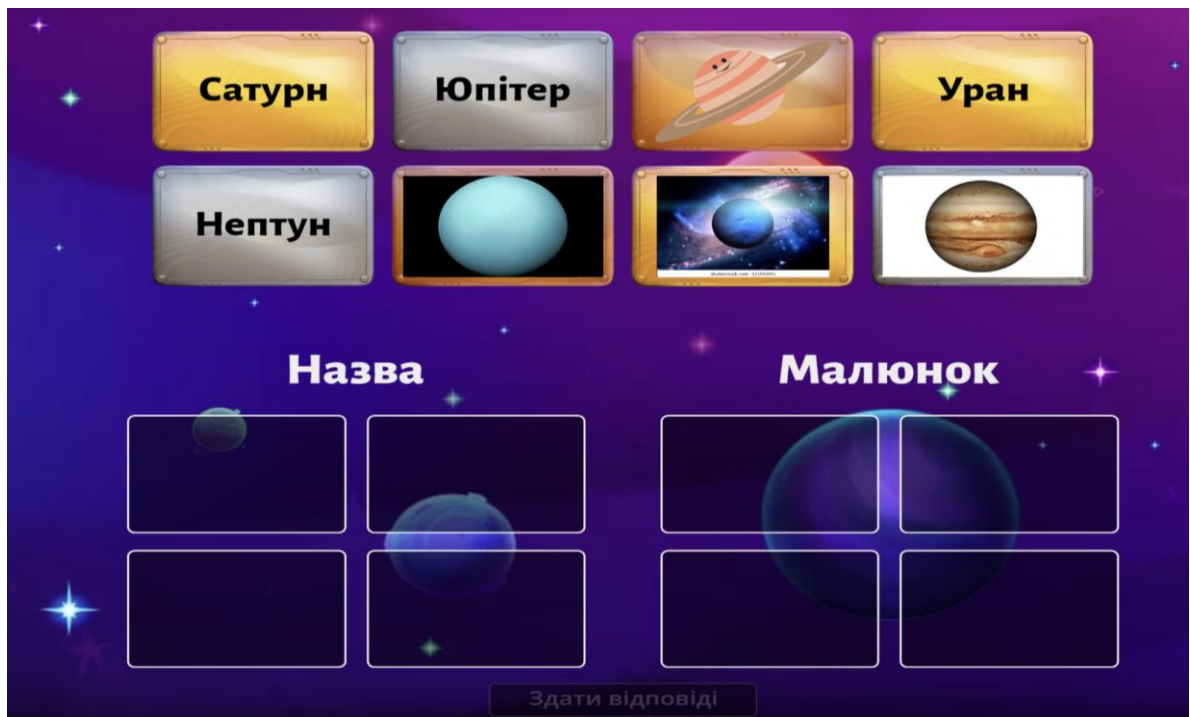 Сатурн
Юпітер
Уран
Нептун
Назва
Малюнок
Здати відповіді